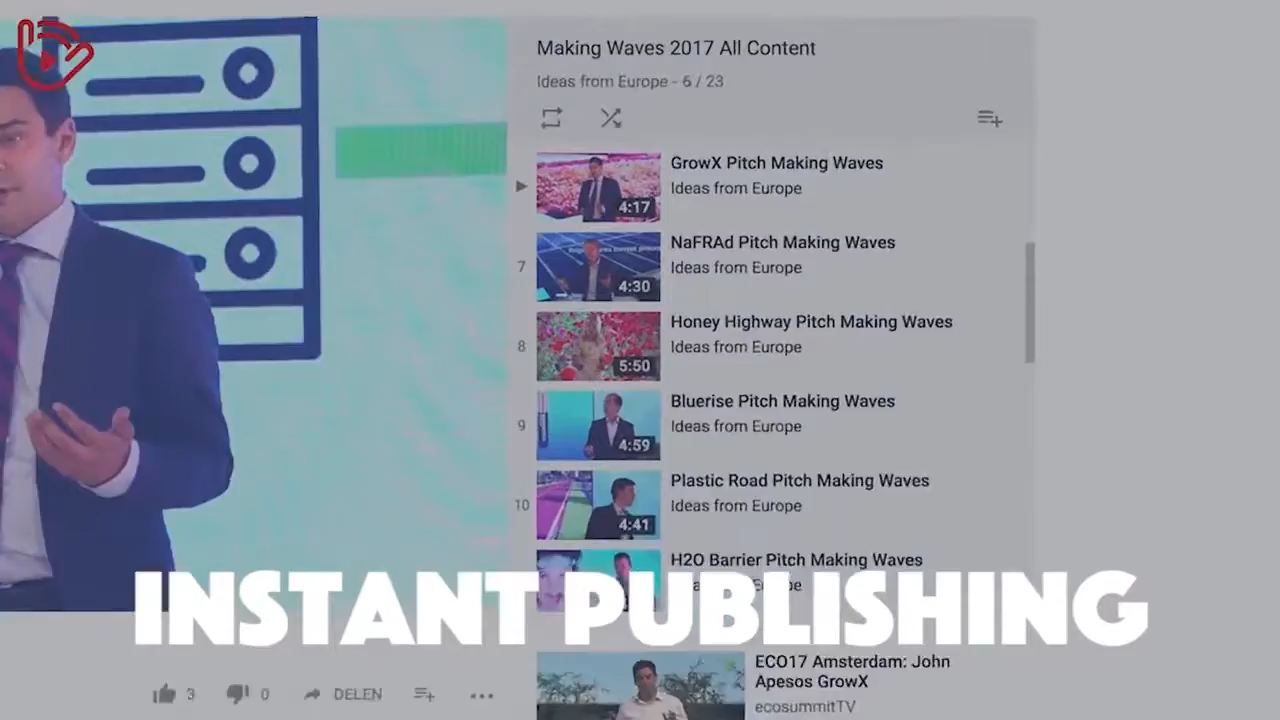 Making Waves 2017 All Content
Ideas from Europe - 6 / 23
GrowX Pitch Making Waves
Ideas from Europe
4:17
7
NaFRAd Pitch Making Waves
Ideas from Europe
4:30
8
Honey Highway Pitch Making Waves
Ideas from Europe
5:50
9
Bluerise Pitch Making Waves
Ideas from Europe
4:59
10
Plastic Road Pitch Making Waves
Ideas from Europe
4:41
H2O Barrier Pitch Making Waves
INSTANT PUBLISHING
ECO17 Amsterdam: John
Apesos GrowX
ecosummitTV
3
0
DELEN